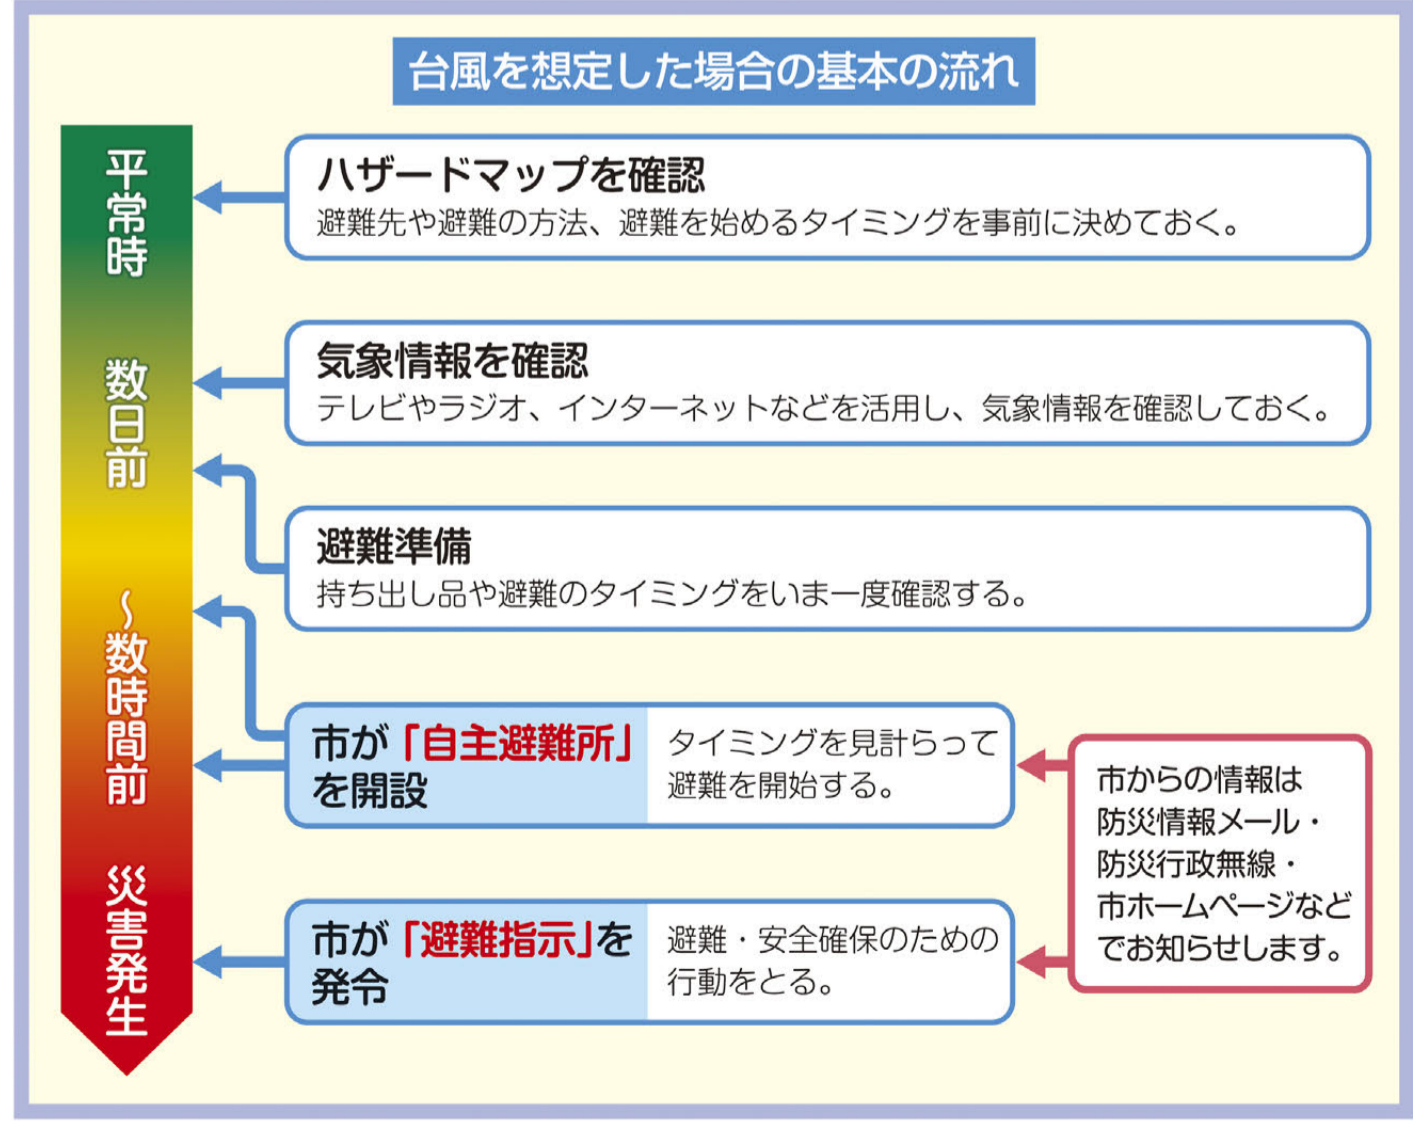 台風を想定した場合の基本の流れ
平常時
ハザードマップを確認
避難先や避難の方法、避難を始めるタイミングを事前に決めておく。
数日前
気象情報を確認
テレビやラジオ、インターネットなどを活用し、気象情報を確認しておく。
避難準備
持ち出し品や避難のタイミングをいま一度確認する。
～数時間前
市が「自主避難所」
を開設
タイミングを見計らって
避難を開始する。
市からの情報は
防災情報メール・
防災行政無線・
市ホームページなど
でお知らせします。
災害発生
市が「避難指示」を
発令
避難・安全確保のための
行動をとる。